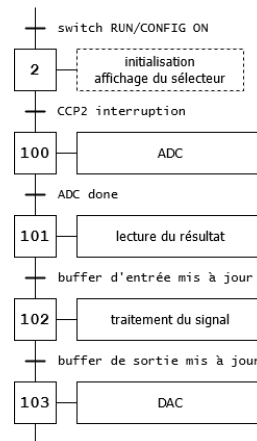 switch RUN/CONFIG ON
2
initialisation
affichage du sélecteur
CCP2 interruption
100
ADC
ADC done
101
lecture du résultat
buffer d'entrée mis à jour
102
traitement du signal
buffer de sortie mis à jour
103
DAC